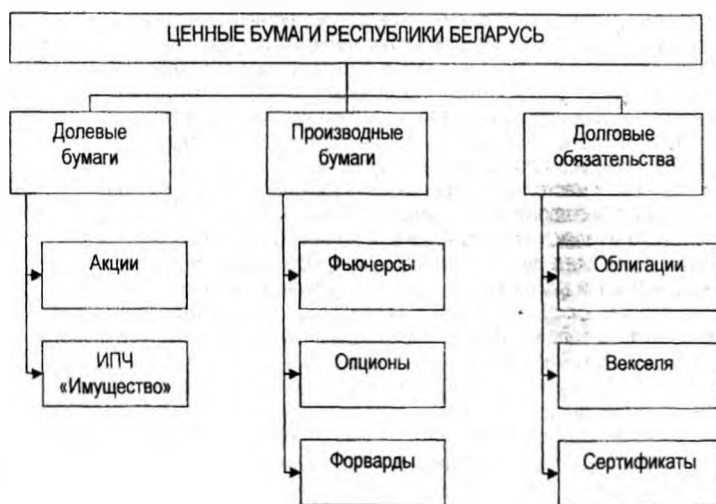 ЦЕННЫЕ БУМАГИ РЕСПУБЛИКИ БЕЛАРУСЬ
Долевые
бумаги
Производные
бумаги
Долговые
обязательства
Акции
Фьючерсы
Облигации
ИПЧ
«Имущество»
Опционы
Векселя
Форварды
Сертификаты